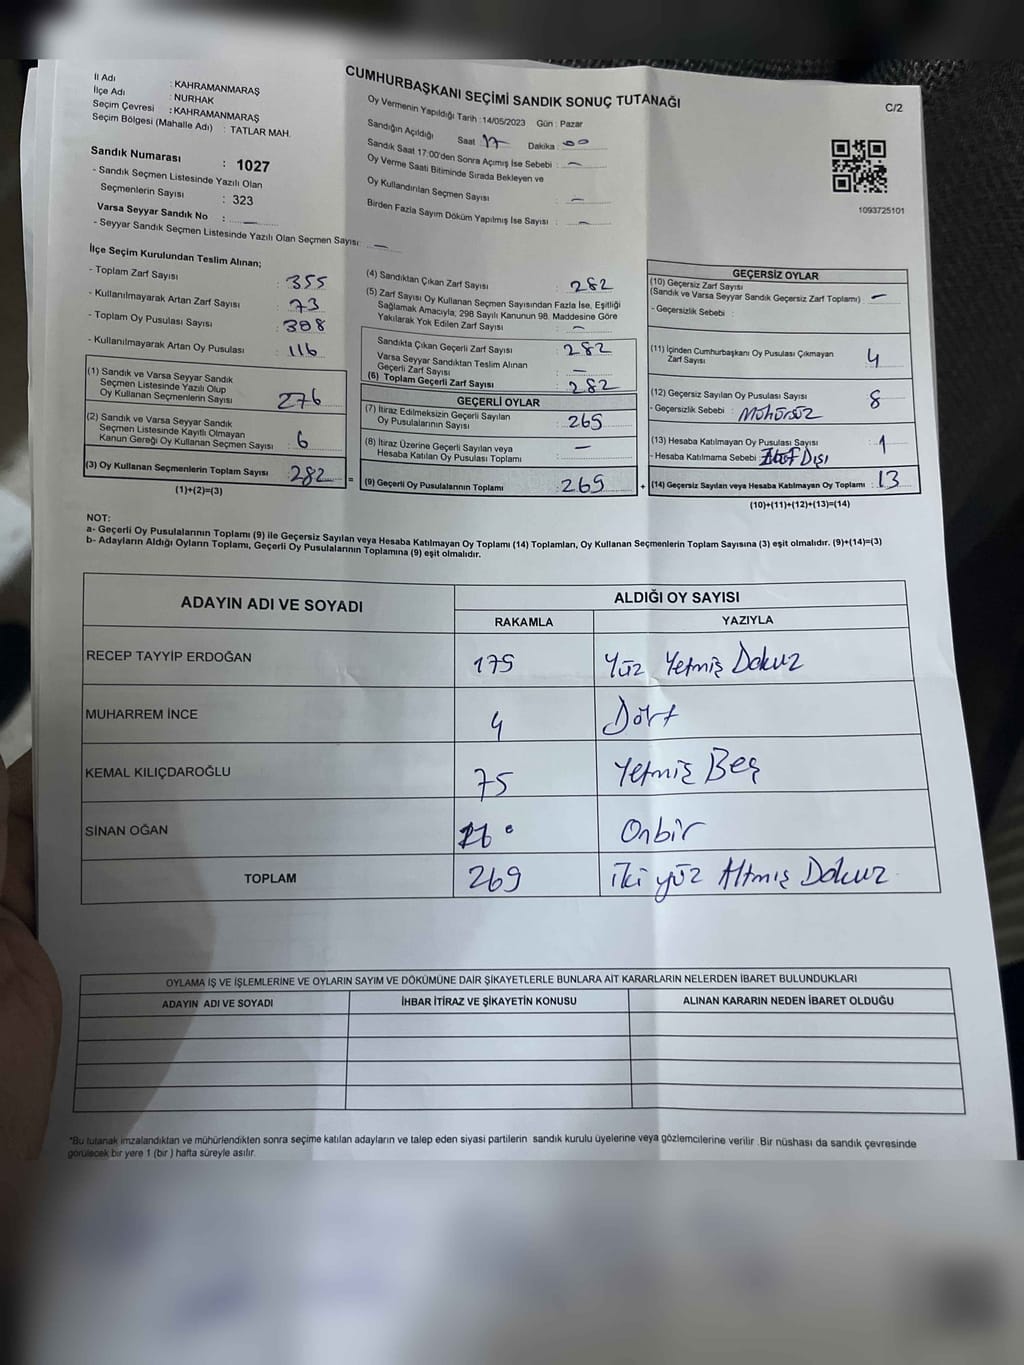 CUMHURBAŞKANI SEÇİMİ SANDIK SONUÇ TUTANAĞI
C/2
İl Adı : KAHRAMANMARAŞ
İlçe Adı : NURHAK
Seçim Çevresi : KAHRAMANMARAŞ
Seçim Bölgesi (Mahalle Adı) : TATLAR MAH.
Sandık Numarası : 1027
- Sandık Seçmen Listesinde Yazılı Olan
Seçmenlerin Sayısı : 323
Varsa Seyyar Sandık No : —
- Seyyar Sandık Seçmen Listesinde Yazılı Olan Seçmen Sayısı: —
Oy Vermenin Yapıldığı Tarih : 14/05/2023 Gün : Pazar
Sandığın Açıldığı Saat : 17 Dakika : 00
Sandık Saat 17:00'den Sonra Açımış İse Sebebi : —
Oy Verme Saati Bitiminde Sırada Bekleyen ve
Oy Kullandırılan Seçmen Sayısı : —
Birden Fazla Sayım Döküm Yapılmış İse Sayısı : —
1093725101
İlçe Seçim Kurulundan Teslim Alınan;
- Toplam Zarf Sayısı : 355
- Kullanılmayarak Artan Zarf Sayısı : 73
- Toplam Oy Pusulası Sayısı : 398
- Kullanılmayarak Artan Oy Pusulası : 116
(1) Sandık ve Varsa Seyyar Sandık
Seçmen Listesinde Yazılı Olup
Oy Kullanan Seçmenlerin Sayısı : 276
(2) Sandık ve Varsa Seyyar Sandık
Seçmen Listesinde Kayıtlı Olmayan
Kanun Gereği Oy Kullanan Seçmen Sayısı : 6
(3) Oy Kullanan Seçmenlerin Toplam Sayısı : 282 =
(1)+(2)=(3)
(4) Sandıktan Çıkan Zarf Sayısı : 282
(5) Zarf Sayısı Oy Kullanan Seçmen Sayısından Fazla İse, Eşitliği
Sağlamak Amacıyla, 298 Sayılı Kanunun 98. Maddesine Göre
Yakılarak Yok Edilen Zarf Sayısı : —
Sandıkta Çıkan Geçerli Zarf Sayısı : 282
Varsa Seyyar Sandıktan Teslim Alınan
Geçerli Zarf Sayısı : —
(6) Toplam Geçerli Zarf Sayısı : 282
GEÇERLİ OYLAR
(7) İtiraz Edilmeksizin Geçerli Sayılan
Oy Pusulalarının Sayısı : 269
(8) İtiraz Üzerine Geçerli Sayılan veya
Hesaba Katılan Oy Pusulası Toplamı : —
(9) Geçerli Oy Pusulalarının Toplamı : 269 +
GEÇERSİZ OYLAR
(10) Geçersiz Zarf Sayısı
(Sandık ve Varsa Seyyar Sandık Geçersiz Zarf Toplamı) : —
- Geçersizlik Sebebi :
(11) İçinden Cumhurbaşkanı Oy Pusulası Çıkmayan
Zarf Sayısı : 4
(12) Geçersiz Sayılan Oy Pusulası Sayısı : 8
- Geçersizlik Sebebi : Mühürsüz
(13) Hesaba Katılmayan Oy Pusulası Sayısı : 1
- Hesaba Katılmama Sebebi : Dışı
(14) Geçersiz Sayılan veya Hesaba Katılmayan Oy Toplamı : 13
(10)+(11)+(12)+(13)=(14)
NOT:
a- Geçerli Oy Pusulalarının Toplamı (9) ile Geçersiz Sayılan veya Hesaba Katılmayan Oy Toplamı (14) Toplamları, Oy Kullanan Seçmenlerin Toplam Sayısına (3) eşit olmalıdır. (9)+(14)=(3)
b- Adayların Aldığı Oyların Toplamı, Geçerli Oy Pusulalarının Toplamına (9) eşit olmalıdır.
ADAYIN ADI VE SOYADI ALDIĞI OY SAYISI
RAKAMLA YAZIYLA
RECEP TAYYİP ERDOĞAN 179 Yüz Yetmiş Dokuz
MUHARREM İNCE 4 Dört
KEMAL KILIÇDAROĞLU 75 Yetmiş Beş
SİNAN OĞAN Onbir
TOPLAM 269 İki yüz Altmış Dokuz
OYLAMA İŞ VE İŞLEMLERİNE VE OYLARIN SAYIM VE DÖKÜMÜNE DAİR ŞİKAYETLERLE BUNLARA AİT KARARLARIN NELERDEN İBARET BULUNDUKLARI
ADAYIN ADI VE SOYADI İHBAR İTİRAZ VE ŞİKAYETİN KONUSU ALINAN KARARIN NEDEN İBARET OLDUĞU
*Bu tutanak imzalandıktan ve mühürlendikten sonra seçime katılan adayların ve talep eden siyasi partilerin sandık kurulu üyelerine veya gözlemcilerine verilir .Bir nüshası da sandık çevresinde
görülecek bir yere 1 (bir ) hafta süreyle asılır.